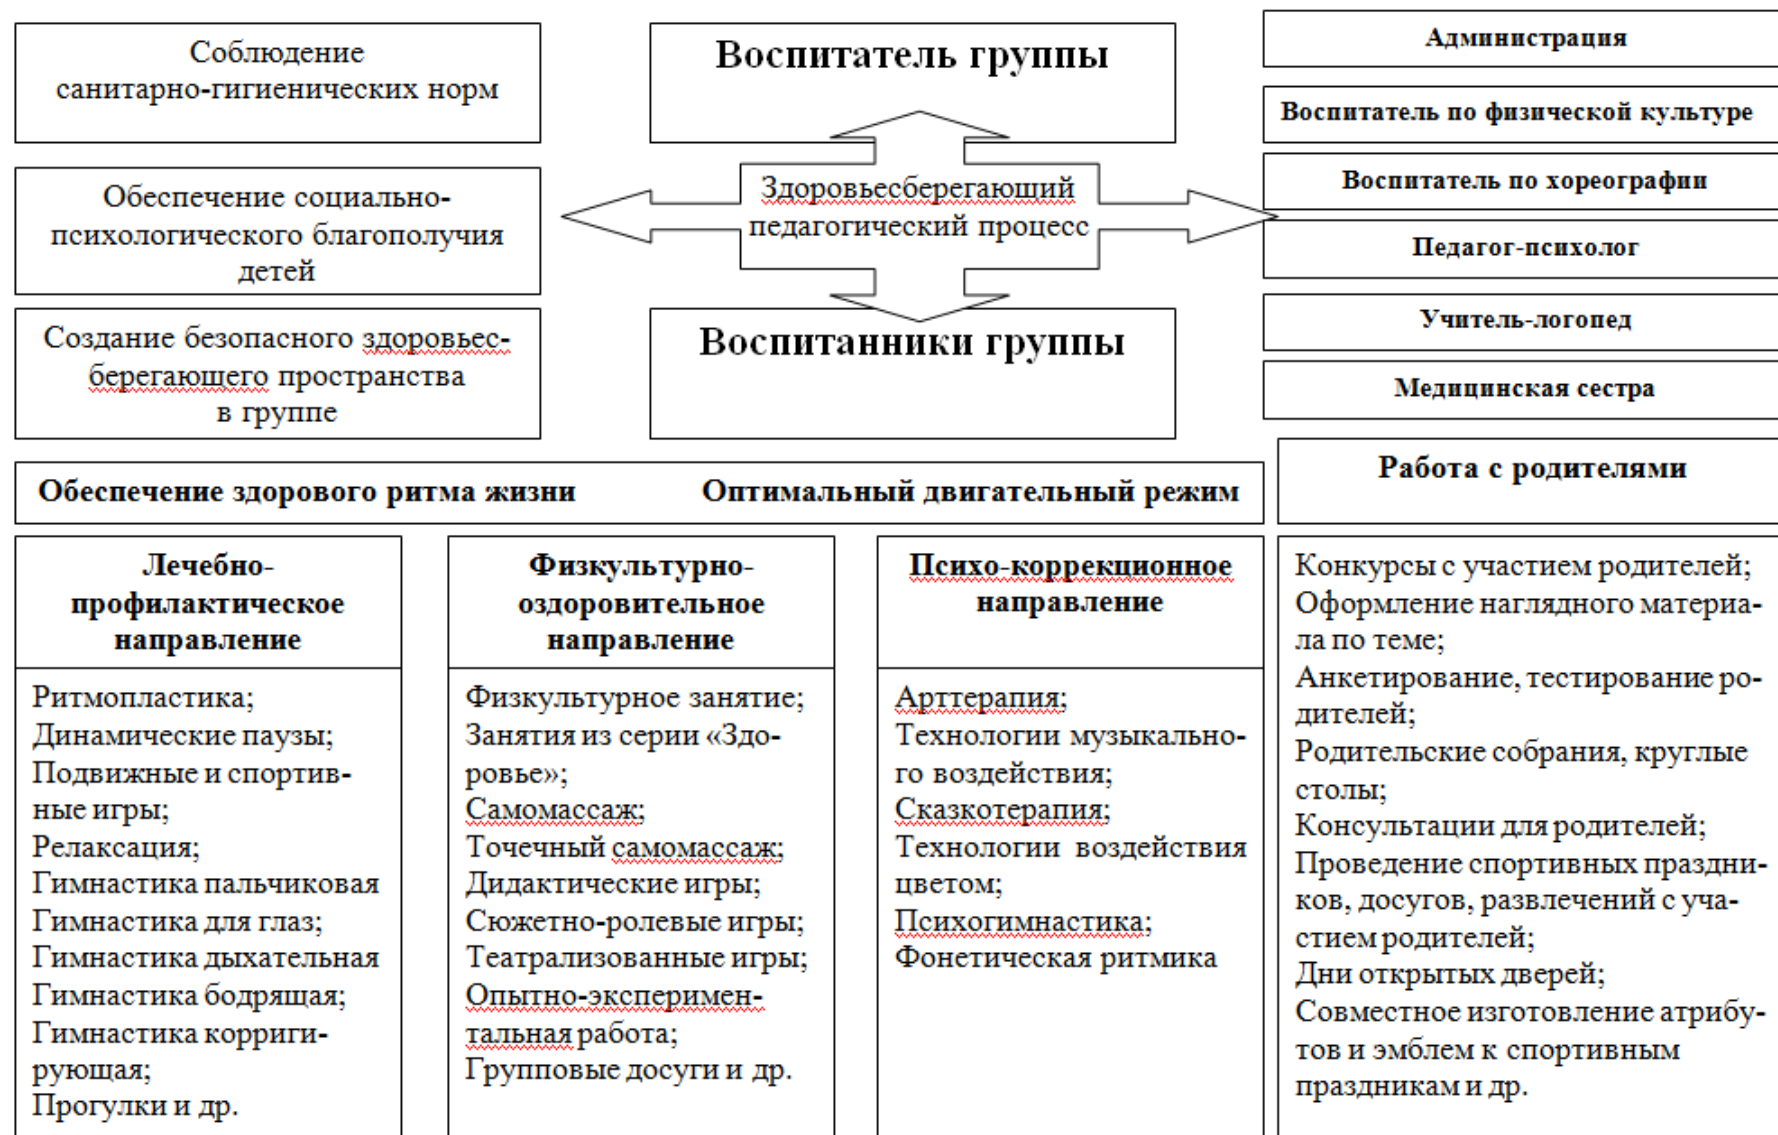 Соблюдение
санитарно-гигиенических норм
Обеспечение социально-
психологического благополучия
детей
Создание безопасного здоровьес-
берегающего пространства
в группе
Воспитатель группы
Здоровьесберегающий
педагогический процесс
Воспитанники группы
Администрация
Воспитатель по физической культуре
Воспитатель по хореографии
Педагог-психолог
Учитель-логопед
Медицинская сестра
Обеспечение здорового ритма жизни Оптимальный двигательный режим
Работа с родителями
Лечебно-
профилактическое
направление
Ритмопластика;
Динамические паузы;
Подвижные и спортив-
ные игры;
Релаксация;
Гимнастика пальчиковая
Гимнастика для глаз;
Гимнастика дыхательная
Гимнастика бодрящая;
Гимнастика корриги-
рующая;
Прогулки и др.
Физкультурно-
оздоровительное
направление
Физкультурное занятие;
Занятия из серии «Здо-
ровье»;
Самомассаж;
Точечный самомассаж;
Дидактические игры;
Сюжетно-ролевые игры;
Театрализованные игры;
Опытно-эксперимен-
тальная работа;
Групповые досуги и др.
Психо-коррекционное
направление
Арттерапия;
Технологии музыкально-
го воздействия;
Сказкотерапия;
Технологии воздействия
цветом;
Психогимнастика;
Фонетическая ритмика
Конкурсы с участием родителей;
Оформление наглядного материа-
ла по теме;
Анкетирование, тестирование ро-
дителей;
Родительские собрания, круглые
столы;
Консультации для родителей;
Проведение спортивных праздни-
ков, досугов, развлечений с уча-
стием родителей;
Дни открытых дверей;
Совместное изготовление атрибу-
тов и эмблем к спортивным
праздникам и др.